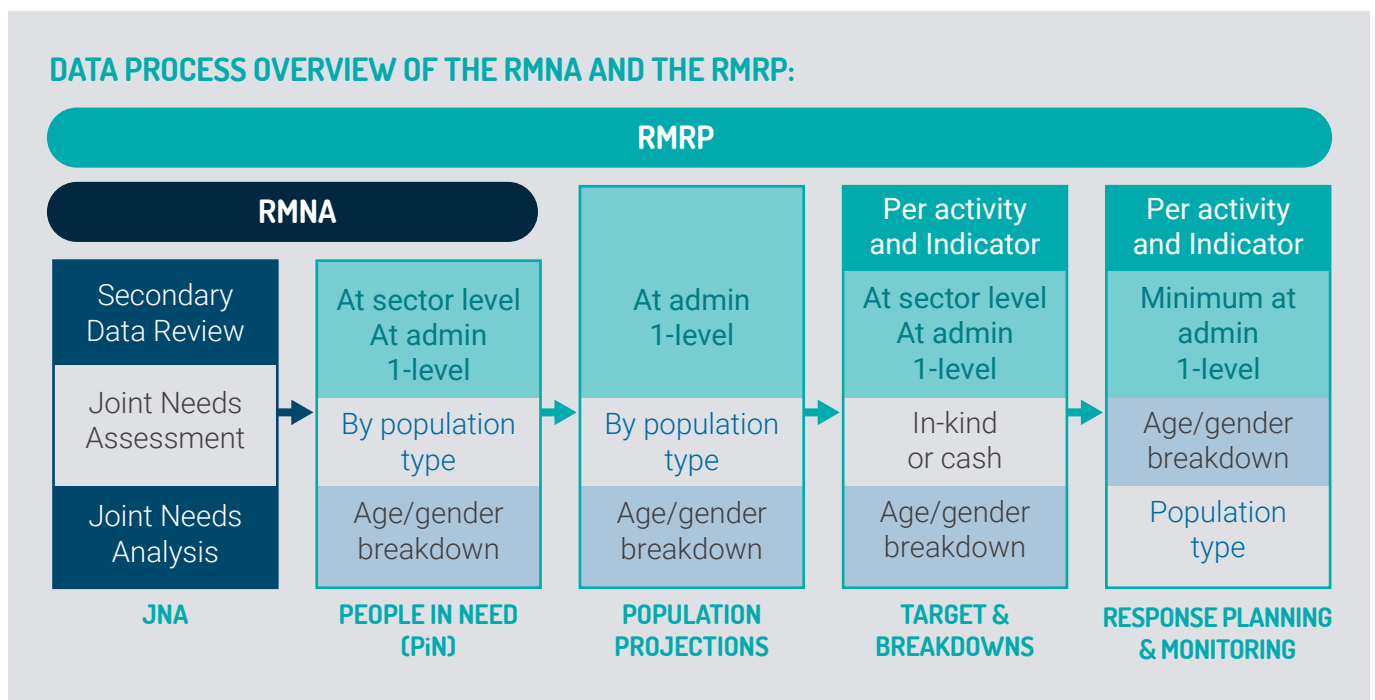 DATA PROCESS OVERVIEW OF THE RMNA AND THE RMRP:
RMRP
RMNA
Secondary
Data Review
Joint Needs
Assessment
Joint Needs
Analysis
JNA
At sector level
At admin
1-level
By population
type
Age/gender
breakdown
PEOPLE IN NEED
(PiN)
At admin
1-level
By population
type
Age/gender
breakdown
POPULATION
PROJECTIONS
Per activity
and Indicator
At sector level
At admin
1-level
In-kind
or cash
Age/gender
breakdown
TARGET &
BREAKDOWNS
Per activity
and Indicator
Minimum at
admin
1-level
Age/gender
breakdown
Population
type
RESPONSE PLANNING
& MONITORING